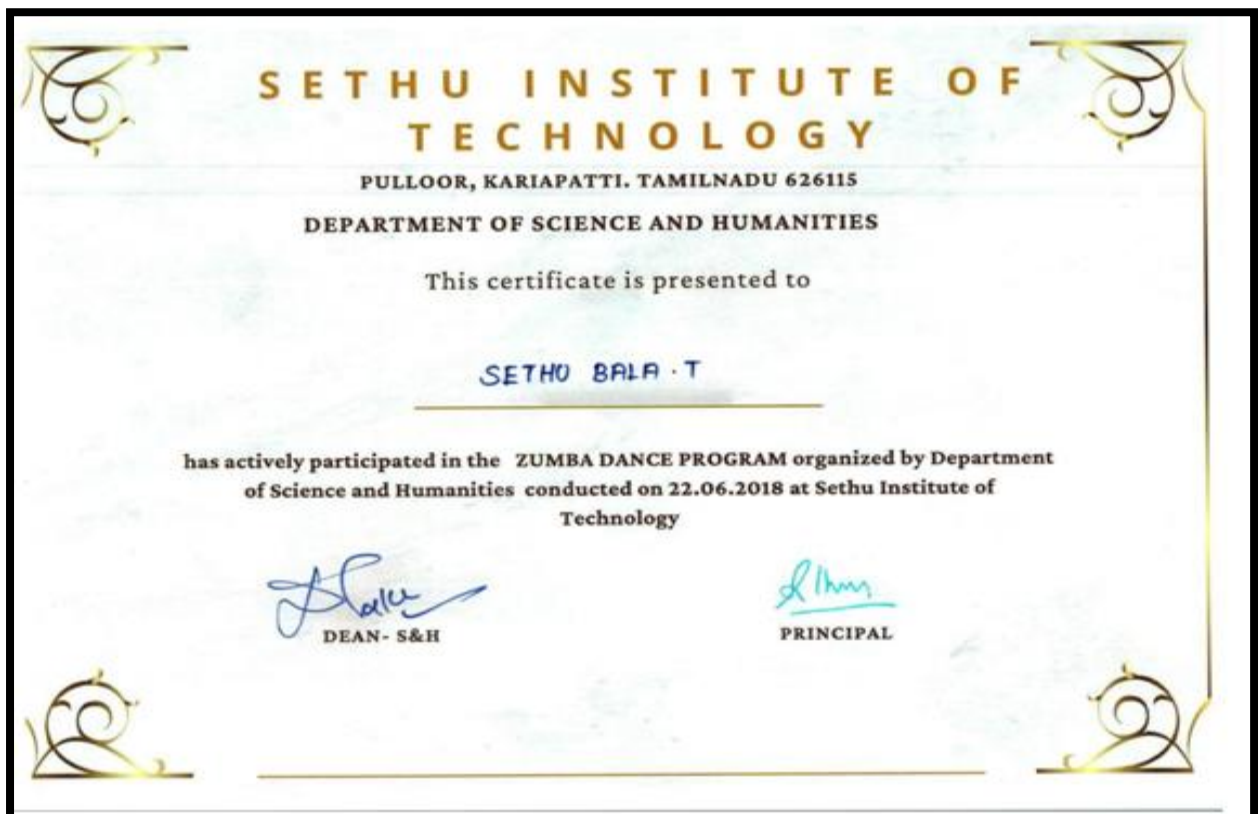 SETHU INSTITUTE OF
TECHNOLOGY
PULLOOR, KARIAPATTI. TAMILNADU 626115
DEPARTMENT OF SCIENCE AND HUMANITIES
This certificate is presented to
SETHU BALA . T
has actively participated in the ZUMBA DANCE PROGRAM organized by Department
of Science and Humanities conducted on 22.06.2018 at Sethu Institute of
Technology
DEAN- S&H
PRINCIPAL